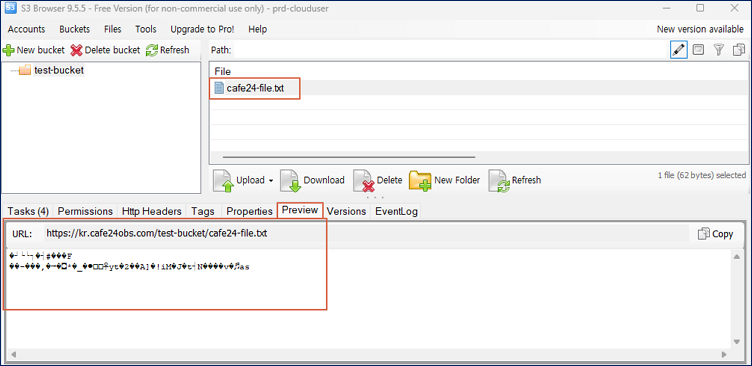 S3 Browser 9.5.5 - Free Version (for non-commercial use only) - prd-clouduser
Accounts Buckets Files Tools Upgrade to Pro! Help New version available
New bucket Delete bucket Refresh Path:
test-bucket
File
cafe24-file.txt
Upload Download Delete New Folder Refresh 1 file (62 bytes) selected
Tasks (4) Permissions Http Headers Tags Properties Preview Versions EventLog
URL: https://kr.cafe24obs.com/test-bucket/cafe24-file.txt Copy